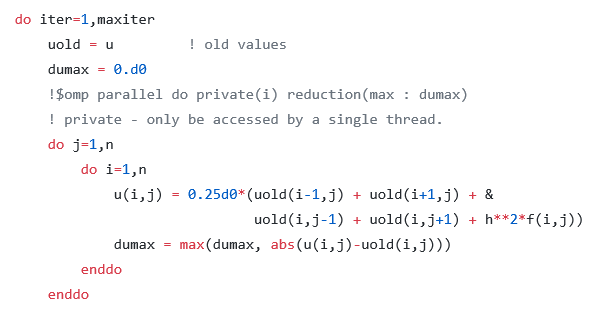 do iter=1,maxiter
    uold = u         ! old values
    dumax = 0.d0
    !$omp parallel do private(i) reduction(max : dumax)
    ! private - only be accessed by a single thread.
    do j=1,n
        do i=1,n
            u(i,j) = 0.25d0*(uold(i-1,j) + uold(i+1,j) + &
                             uold(i,j-1) + uold(i,j+1) + h**2*f(i,j))
            dumax = max(dumax, abs(u(i,j)-uold(i,j)))
        enddo
    enddo